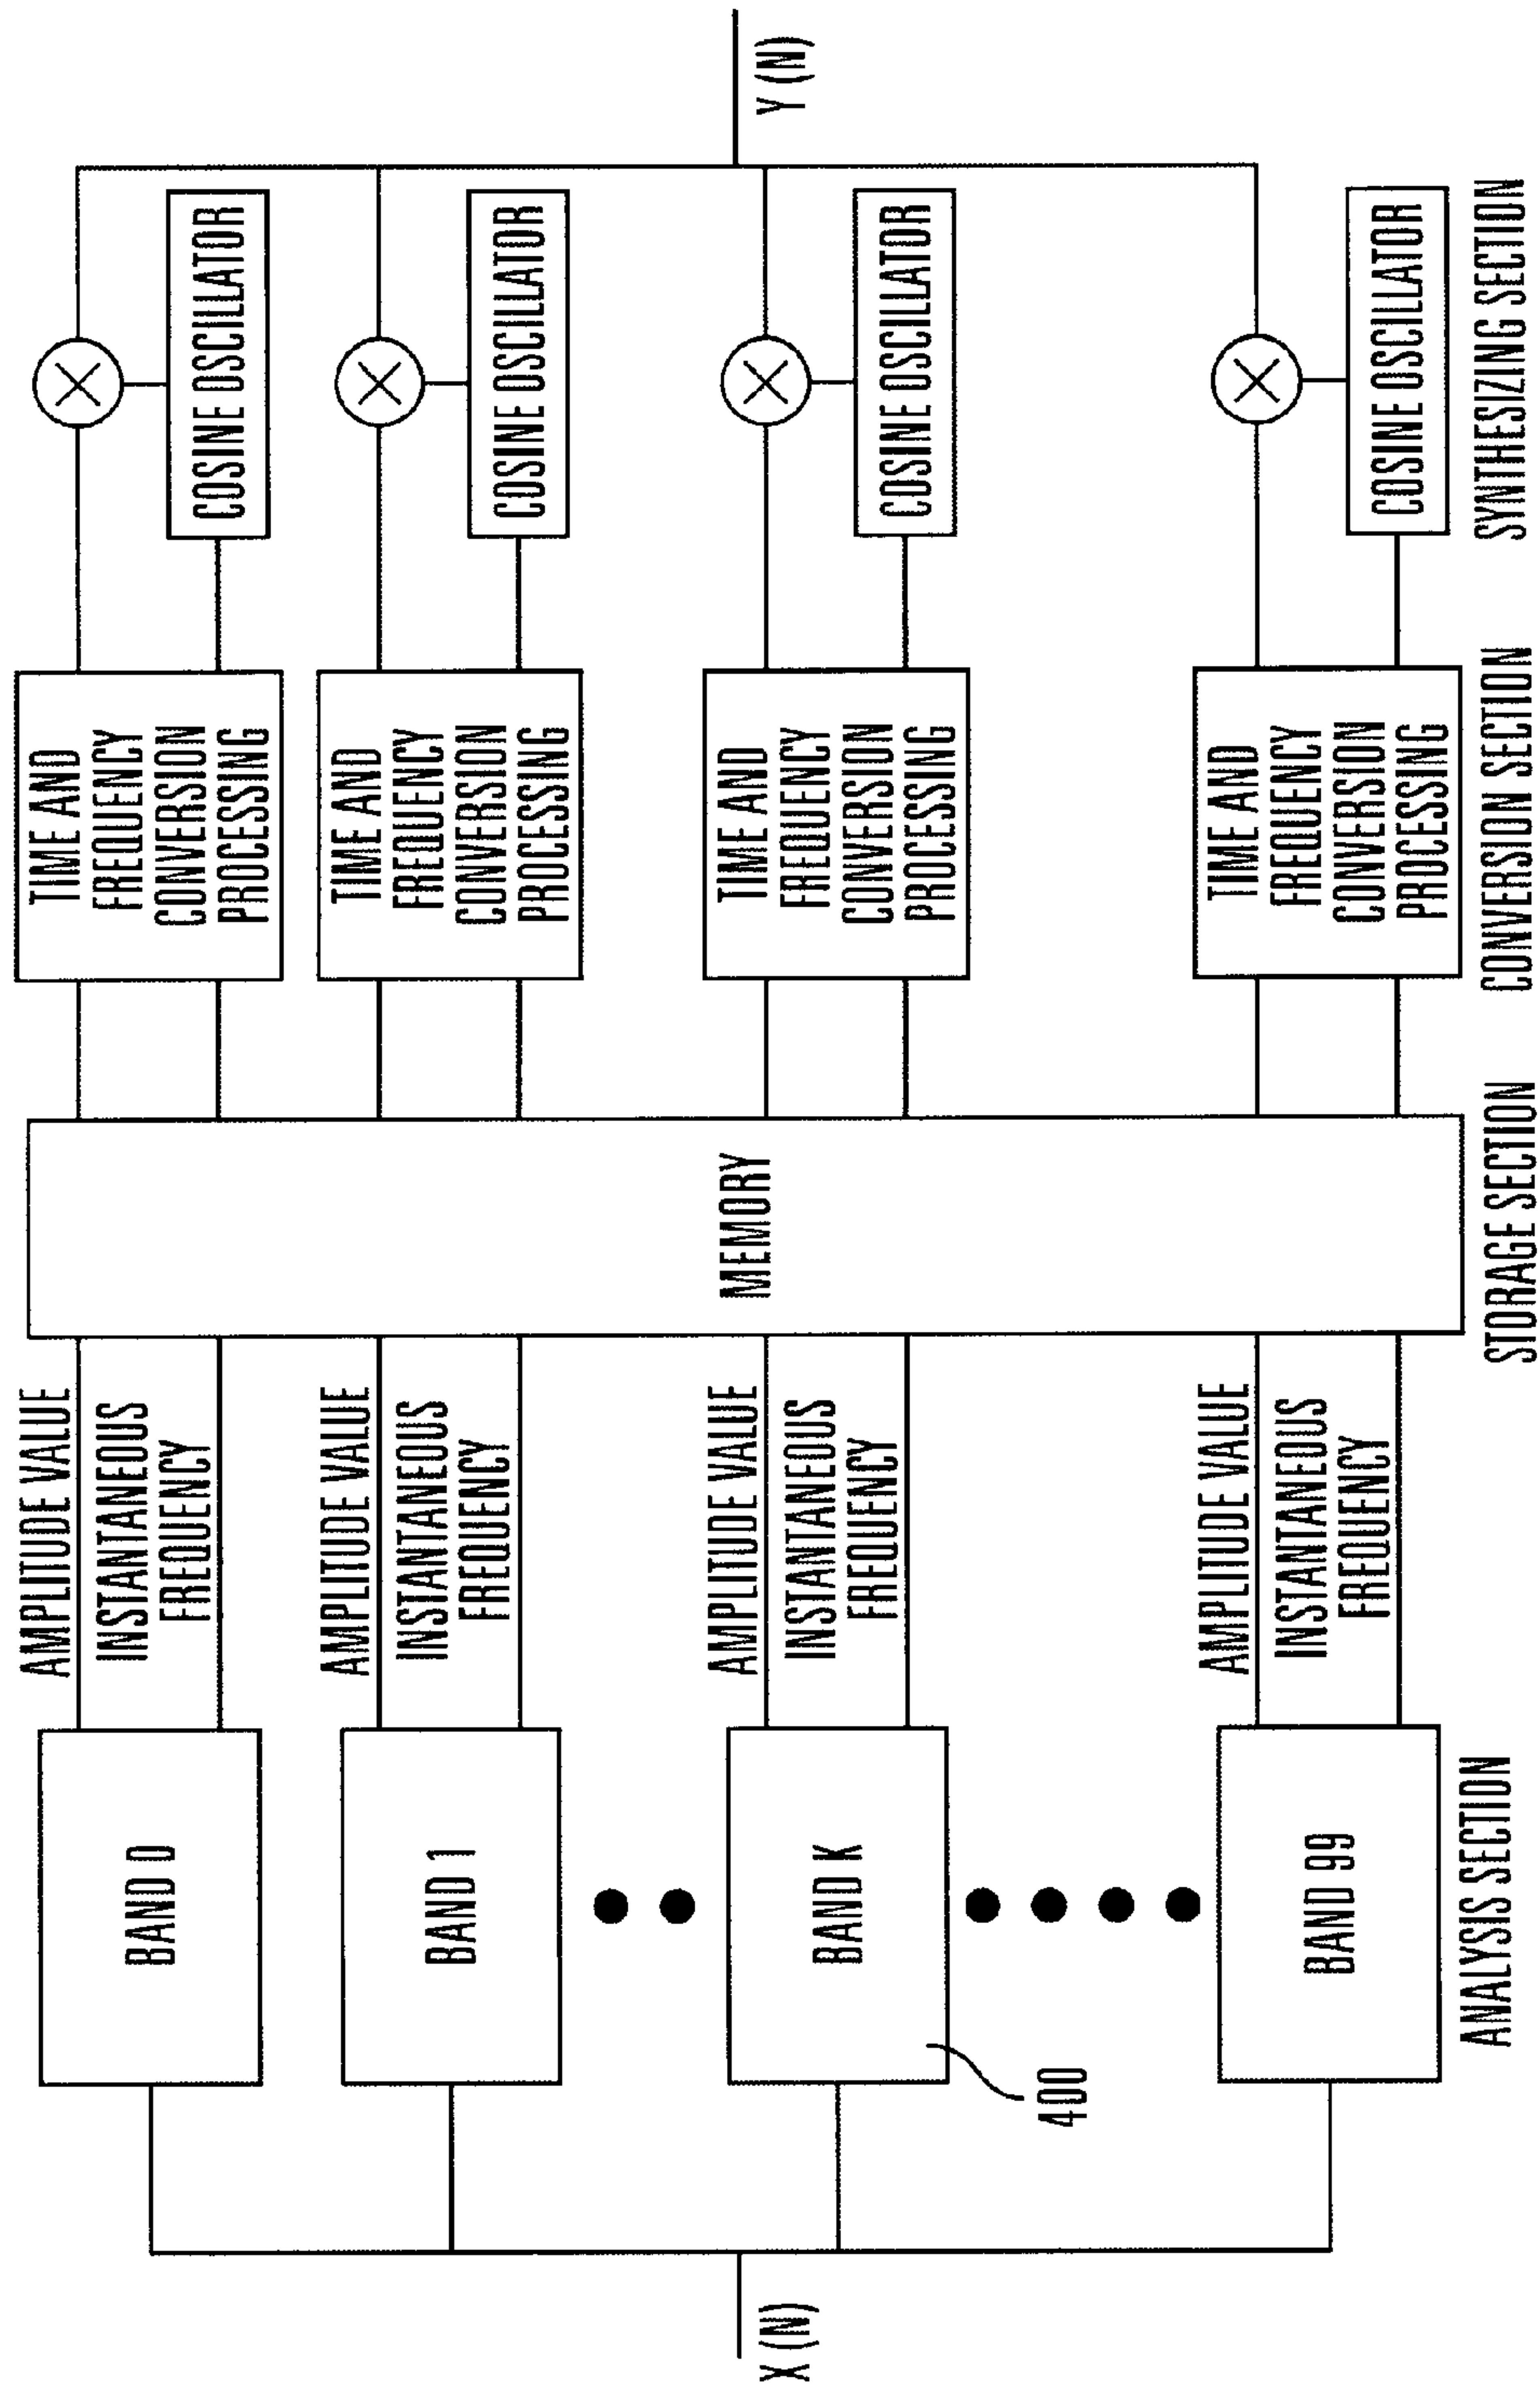 X (N)
BAND 0
BAND 1
BAND K
400
BAND 99
ANALYSIS SECTION
AMPLITUDE VALUE
INSTANTANEOUS
FREQUENCY
AMPLITUDE VALUE
INSTANTANEOUS
FREQUENCY
AMPLITUDE VALUE
INSTANTANEOUS
FREQUENCY
AMPLITUDE VALUE
INSTANTANEOUS
FREQUENCY
MEMORY
STORAGE SECTION
TIME AND
FREQUENCY
CONVERSION
PROCESSING
TIME AND
FREQUENCY
CONVERSION
PROCESSING
TIME AND
FREQUENCY
CONVERSION
PROCESSING
TIME AND
FREQUENCY
CONVERSION
PROCESSING
CONVERSION SECTION
COSINE OSCILLATOR
COSINE OSCILLATOR
COSINE OSCILLATOR
COSINE OSCILLATOR
SYNTHESIZING SECTION
Y (N)